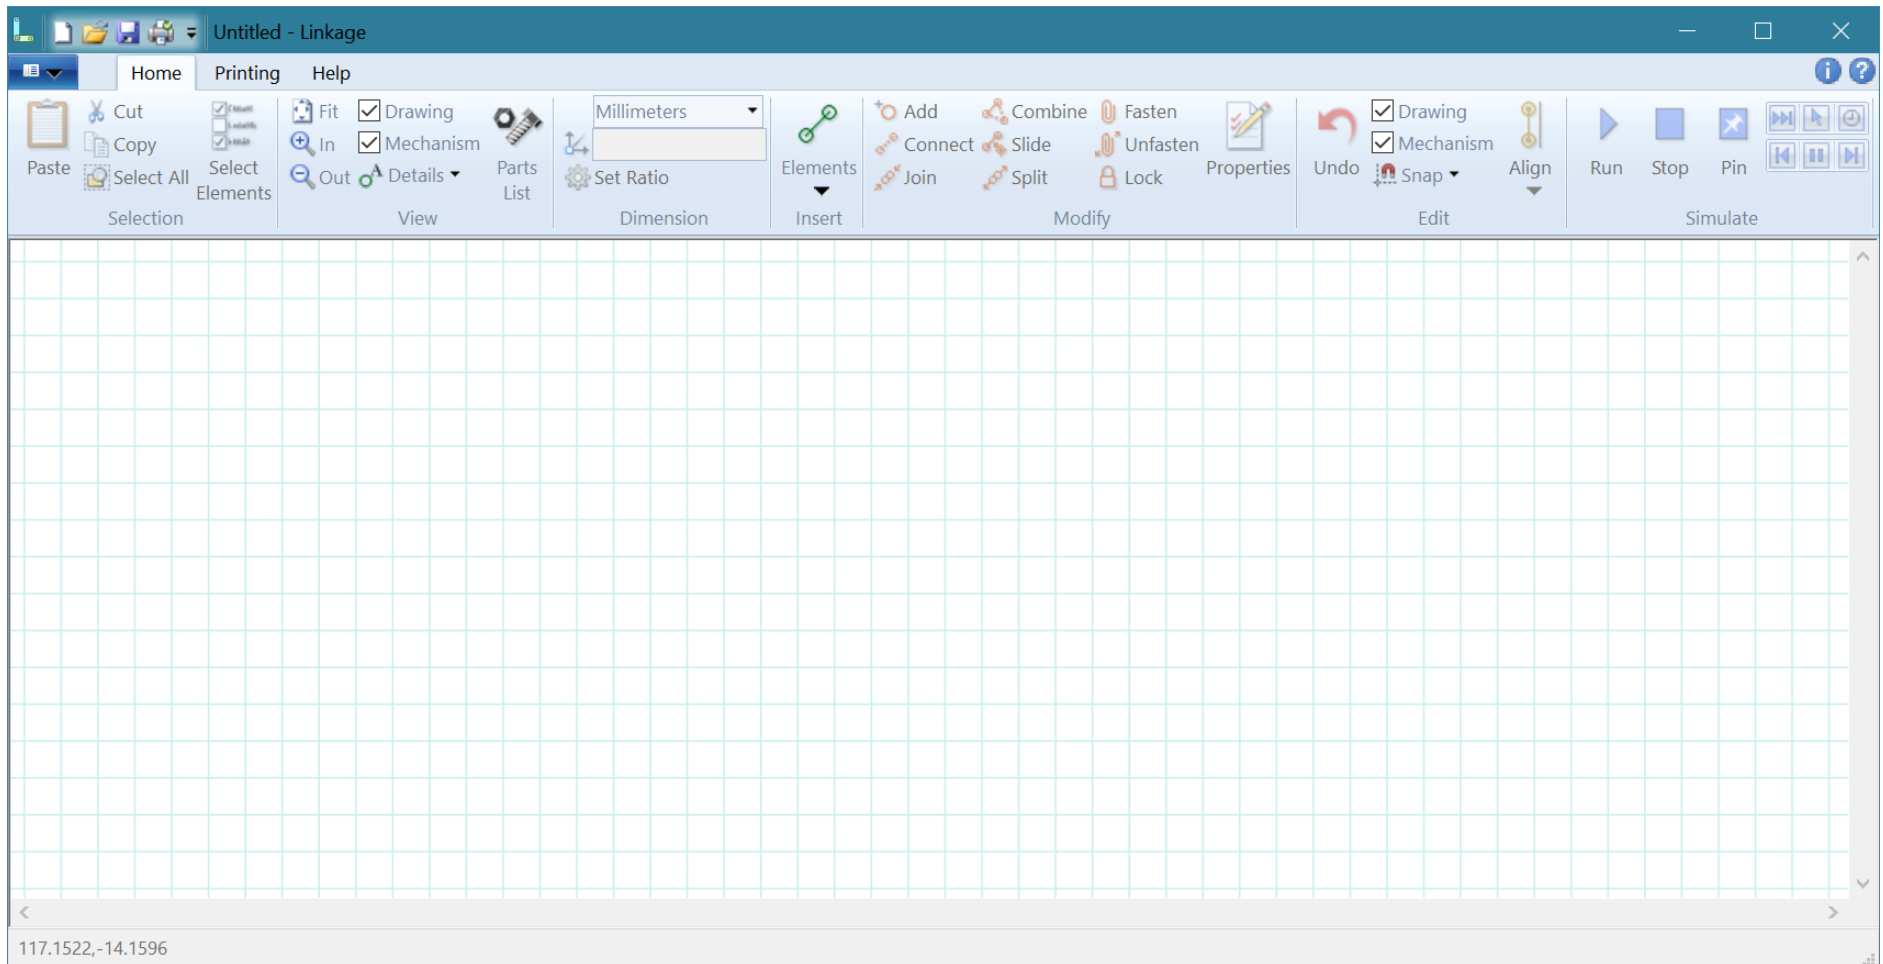 Untitled - Linkage
Home Printing Help
Paste
Cut
Copy
Select All
Select
Elements
Selection
Fit
In
Out
Drawing
Mechanism
Details
Parts
List
View
Millimeters
Set Ratio
Dimension
Elements
Insert
Add
Connect
Join
Combine
Slide
Split
Fasten
Unfasten
Lock
Properties
Modify
Undo
Drawing
Mechanism
Snap
Align
Edit
Run
Stop
Pin
Simulate
117.1522,-14.1596